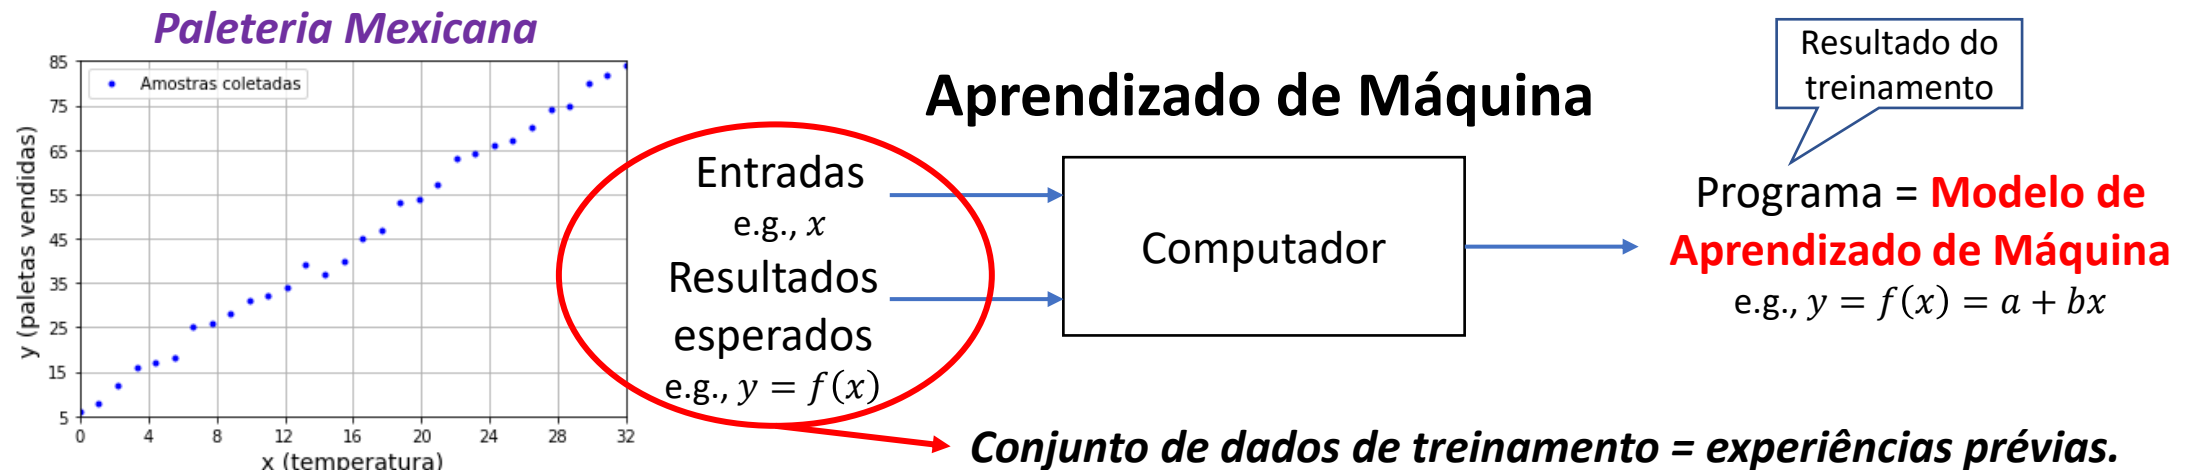 Paleteria Mexicana
85
75
65
55
45
35
25
15
5
0 4 8 12 16 20 24 28 32
Amostras coletadas
y (paletas vendidas)
x (temperatura)
Aprendizado de Máquina
Entradas
e.g., x
Resultados
esperados
e.g., y = f(x)
Computador
Resultado do
treinamento
Programa = Modelo de
Aprendizado de Máquina
e.g., y = f(x) = a + bx
Conjunto de dados de treinamento = experiências prévias.